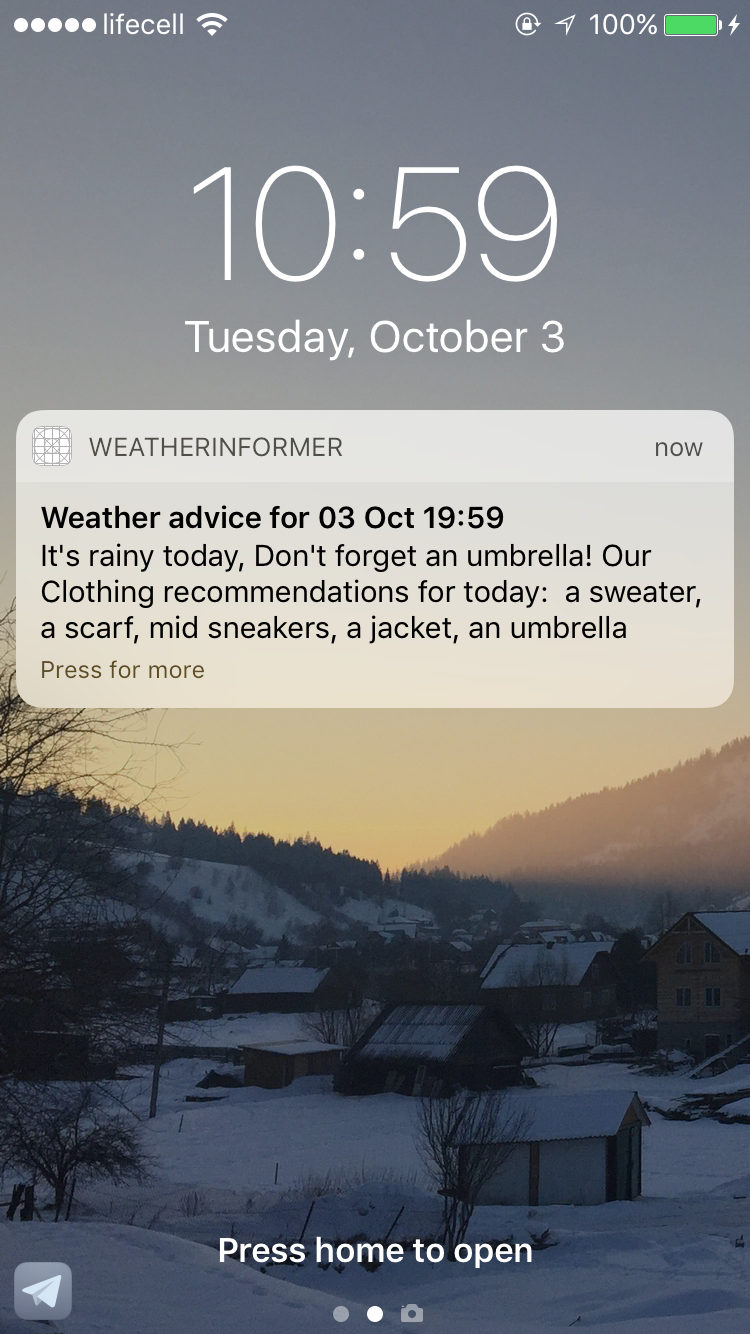 lifecell 100%
10:59
Tuesday, October 3
WEATHERINFORMER now
Weather advice for 03 Oct 19:59
It's rainy today, Don't forget an umbrella! Our
Clothing recommendations for today:  a sweater,
a scarf, mid sneakers, a jacket, an umbrella
Press for more
Press home to open